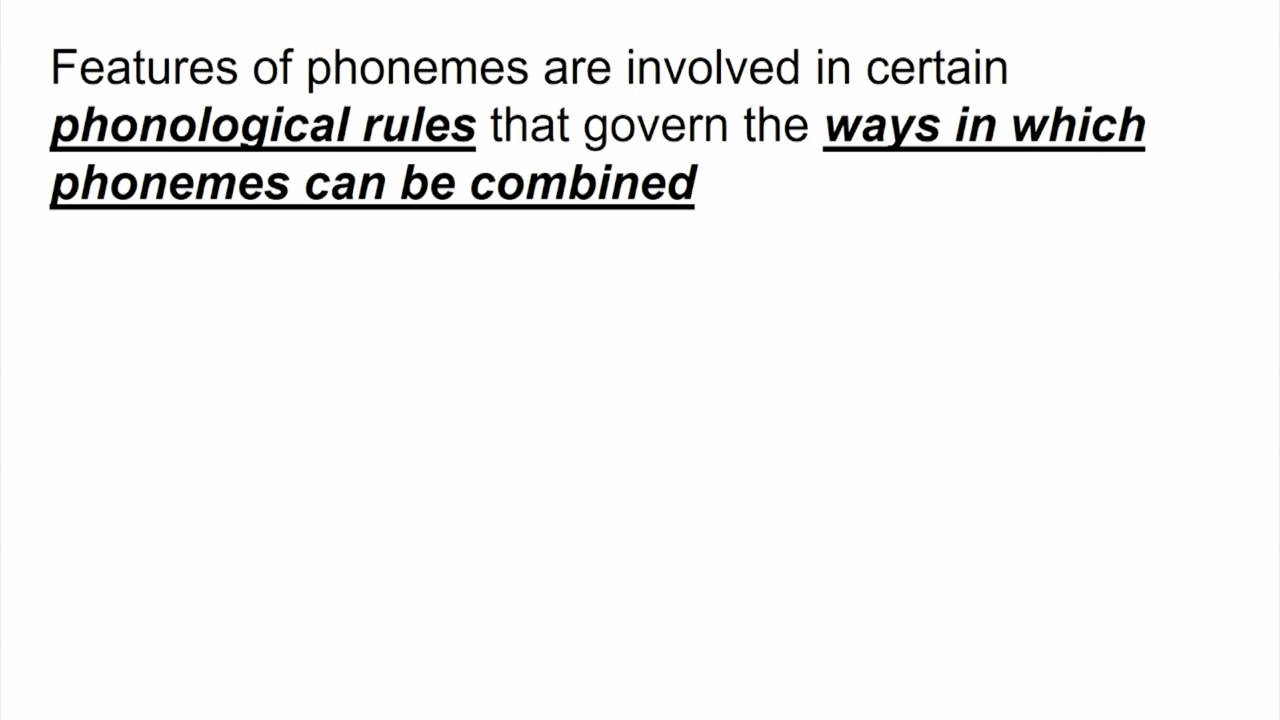 Features of phonemes are involved in certain
phonological rules that govern the ways in which
phonemes can be combined